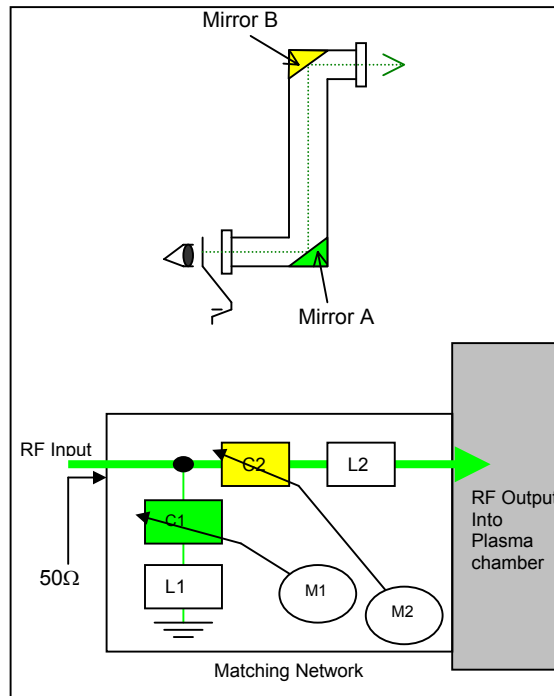 Mirror B
Mirror A
RF Input
C2
L2
RF Output
Into
Plasma
chamber
C1
50Ω
L1
M1
M2
Matching Network